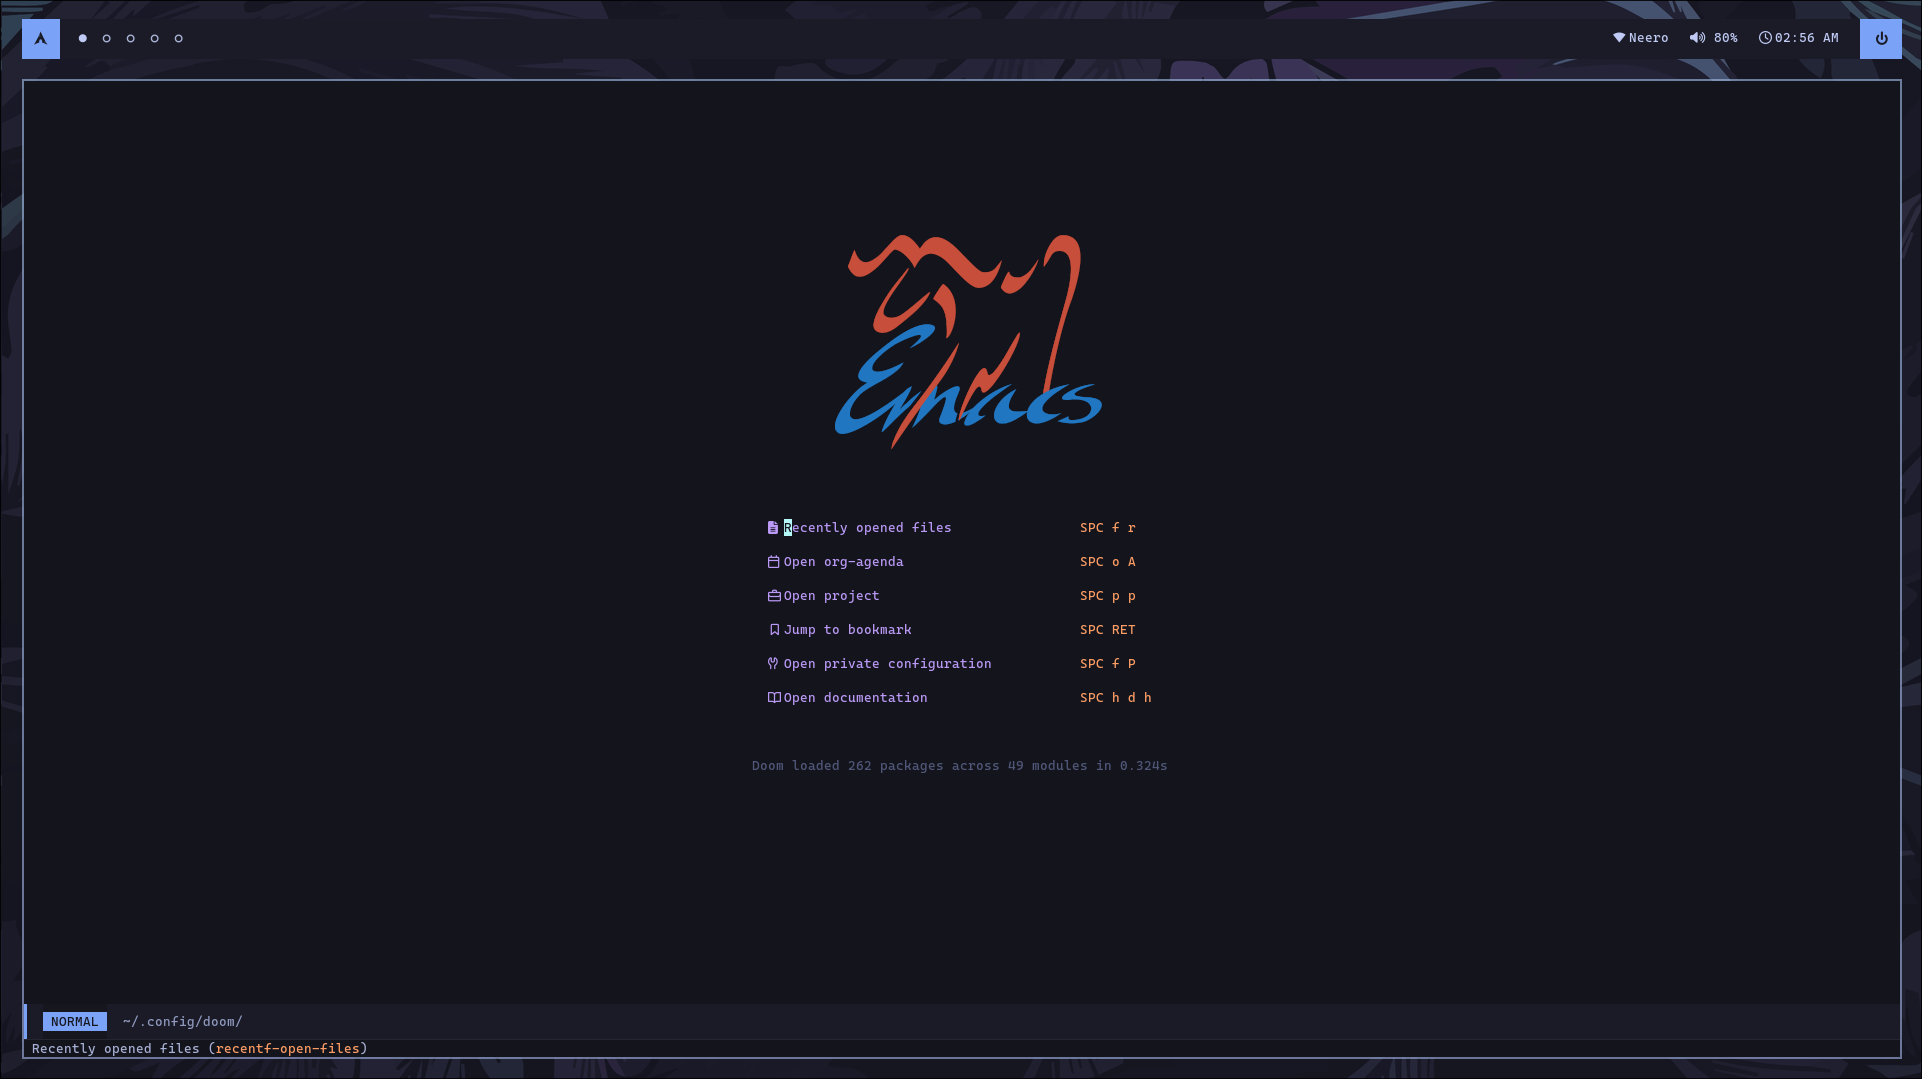 Neero 80% 02:56 AM
Emacs
Recently opened files SPC f r
Open org-agenda SPC o A
Open project SPC p p
Jump to bookmark SPC RET
Open private configuration SPC f P
Open documentation SPC h d h
Doom loaded 262 packages across 49 modules in 0.324s
NORMAL ~/.config/doom/
Recently opened files (recentf-open-files)